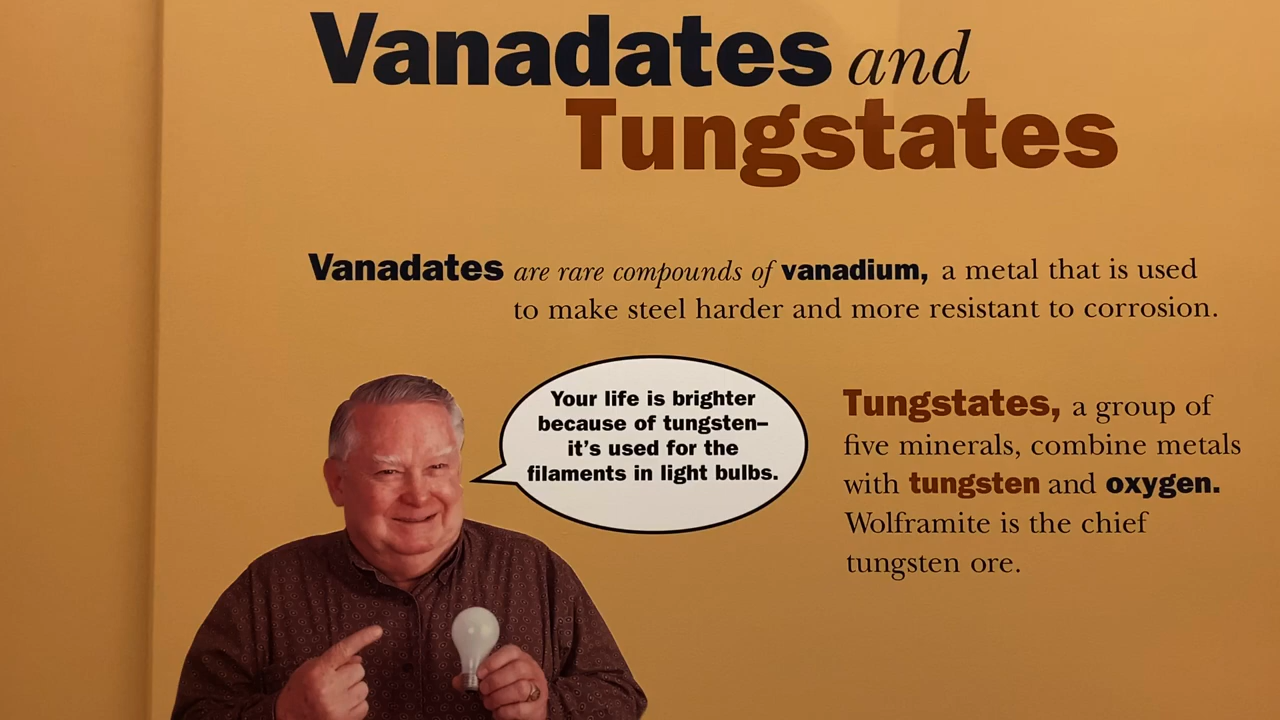 Vanadates and
Tungstates
Vanadates are rare compounds of vanadium, a metal that is used
to make steel harder and more resistant to corrosion.
Your life is brighter
because of tungsten–
it's used for the
filaments in light bulbs.
Tungstates, a group of
five minerals, combine metals
with tungsten and oxygen.
Wolframite is the chief
tungsten ore.